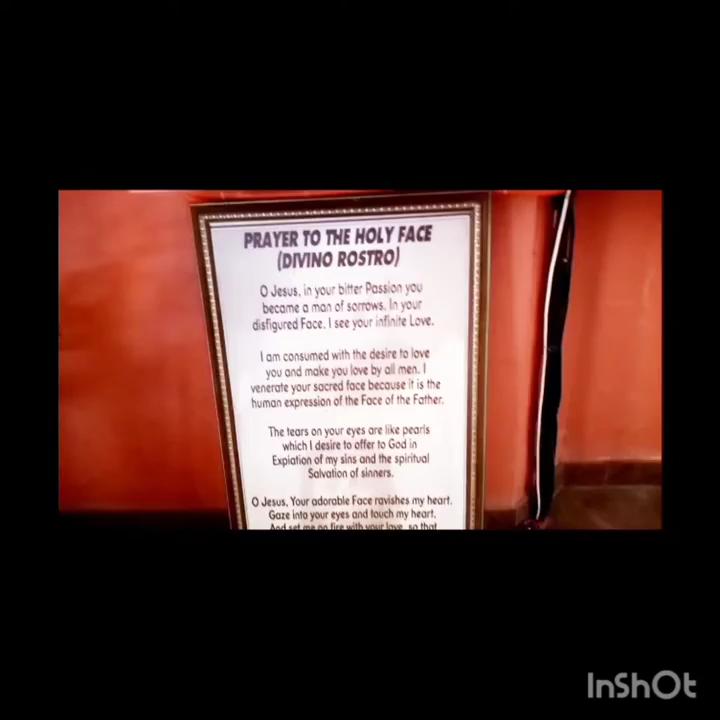 PRAYER TO THE HOLY FACE
(DIVINO ROSTRO)
O Jesus, in your bitter Passion you
became a man of sorrows. In your
disfigured Face, I see your infinite Love.
I am consumed with the desire to love
you and make you love by all men. I
venerate your sacred face because it is the
human expression of the Face of the Father.
The tears on your eyes are like pearls
which I desire to offer to God in
Expiation of my sins and the spiritual
Salvation of sinners.
O Jesus, Your adorable Face ravishes my heart.
Gaze into your eyes and touch my heart,
And set me on fire with your love, so that
InShOt